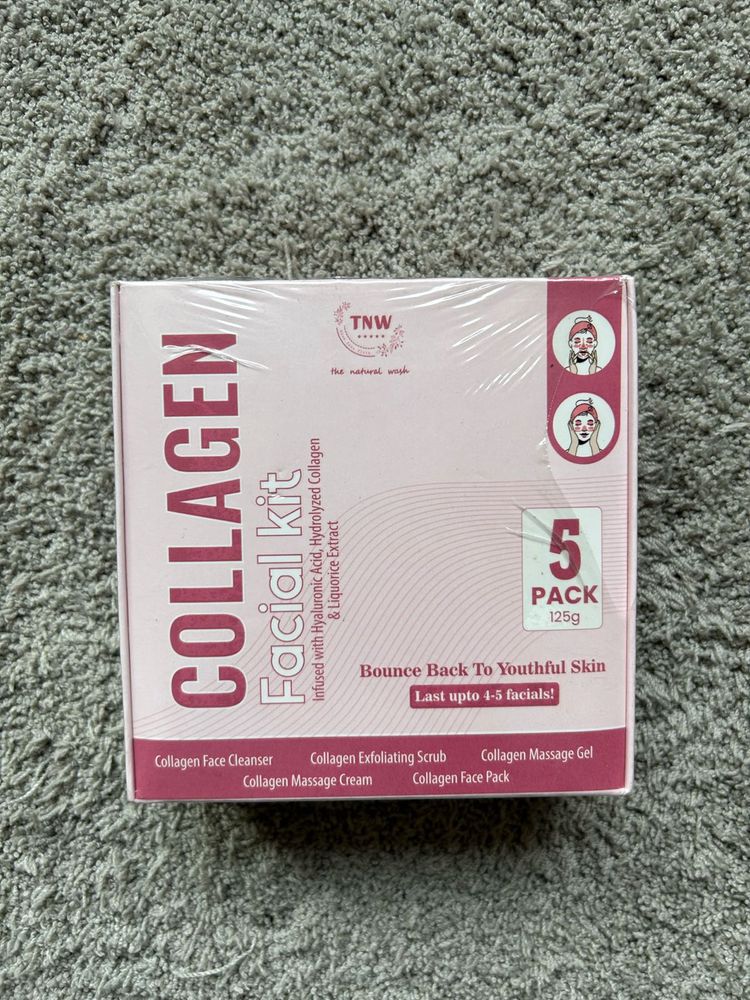 TNW
the natural wash
COLLAGEN
Facial kit
Infused with Hyaluronic Acid, Hydrolyzed Collagen
& Liquorice Extract
5
PACK
125g
Bounce Back To Youthful Skin
Last upto 4-5 facials!
Collagen Face Cleanser Collagen Exfoliating Scrub Collagen Massage Gel
Collagen Massage Cream Collagen Face Pack